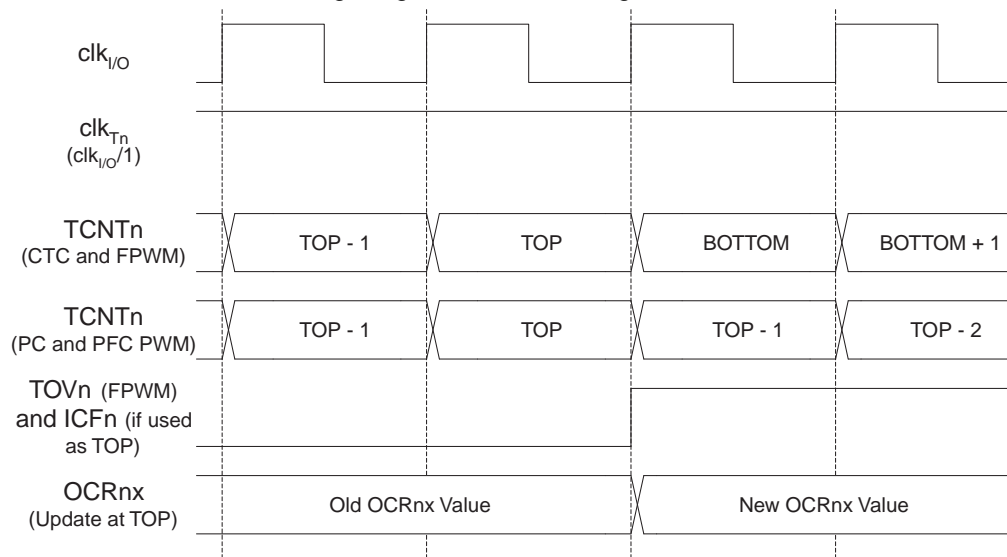 clkI/O
clkTn
(clkI/O/1)
TCNTn
(CTC and FPWM)
TOP - 1
TOP
BOTTOM
BOTTOM + 1
TCNTn
(PC and PFC PWM)
TOP - 1
TOP
TOP - 1
TOP - 2
TOVn (FPWM)
and ICFn (if used
as TOP)
OCRnx
(Update at TOP)
Old OCRnx Value
New OCRnx Value